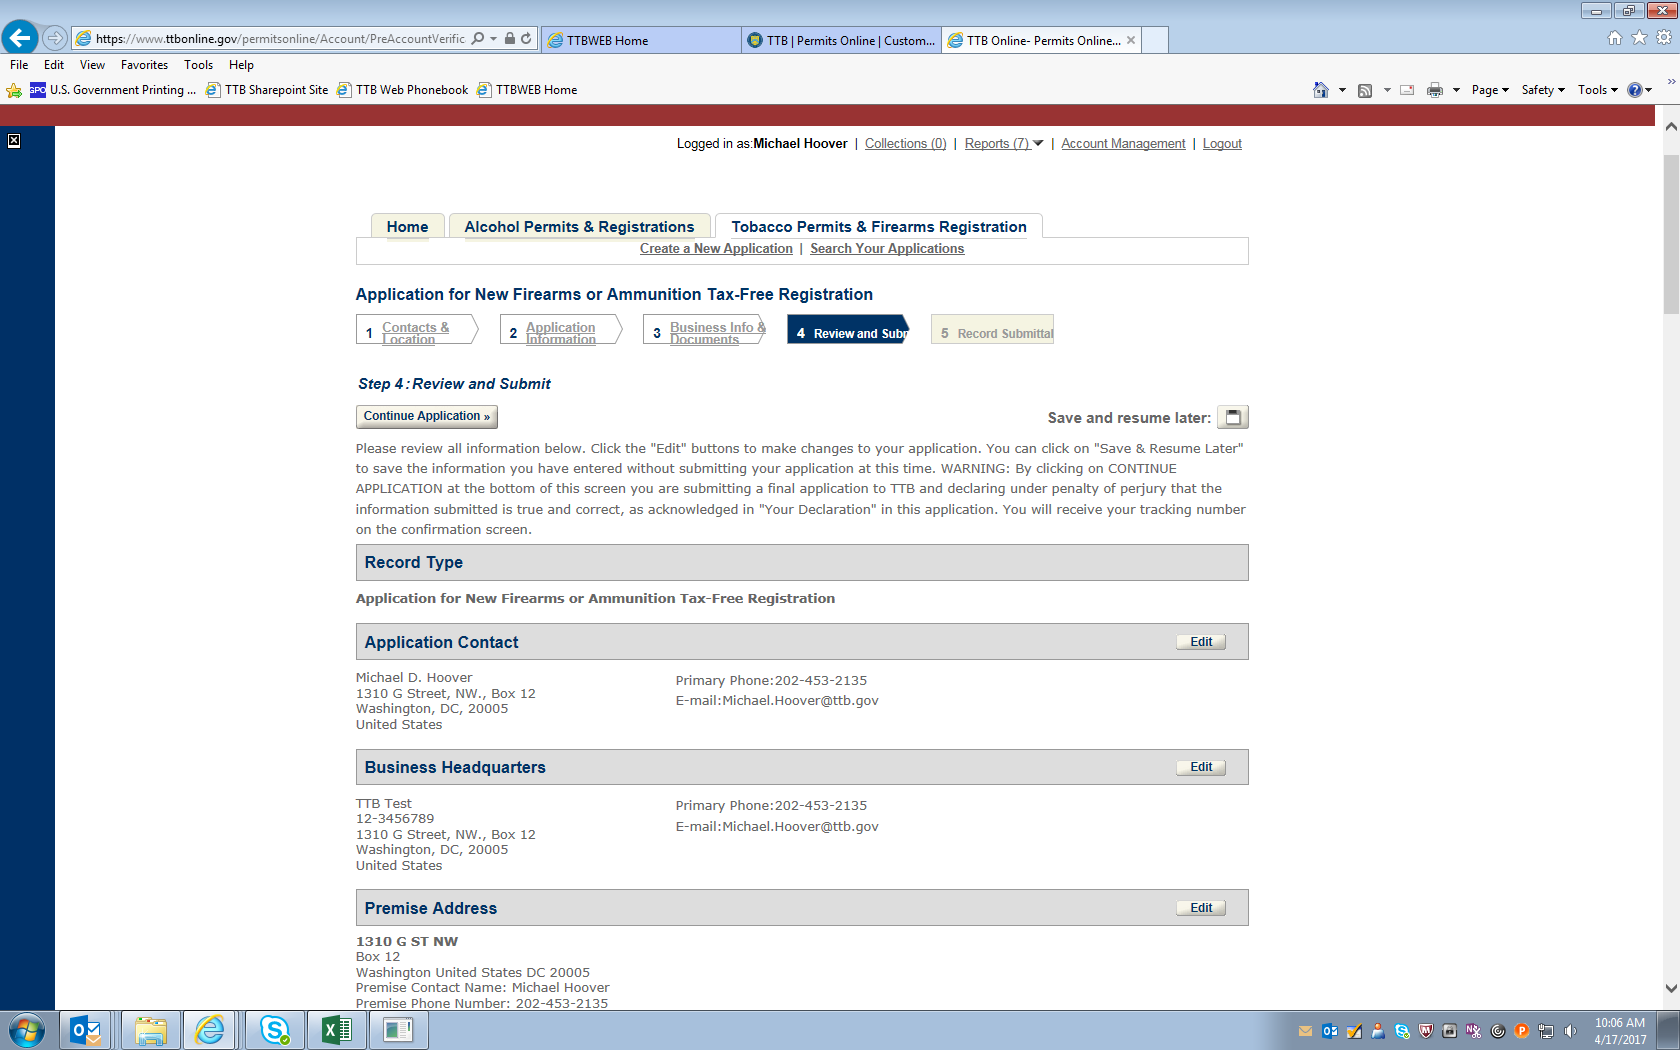 https://www.ttbonline.gov/permitsonline/Account/PreAccountVerific
TTBWEB Home
TTB | Permits Online | Custom...
TTB Online- Permits Online...
File Edit View Favorites Tools Help
GPO U.S. Government Printing ... TTB Sharepoint Site TTB Web Phonebook TTBWEB Home
Page Safety Tools
Logged in as:Michael Hoover | Collections (0) | Reports (7) | Account Management | Logout
Home Alcohol Permits & Registrations Tobacco Permits & Firearms Registration
Create a New Application | Search Your Applications
Application for New Firearms or Ammunition Tax-Free Registration
1 Contacts & Location
2 Application Information
3 Business Info & Documents
4 Review and Subm
5 Record Submittal
Step 4:Review and Submit
Continue Application »
Save and resume later:
Please review all information below. Click the "Edit" buttons to make changes to your application. You can click on "Save & Resume Later"
to save the information you have entered without submitting your application at this time. WARNING: By clicking on CONTINUE
APPLICATION at the bottom of this screen you are submitting a final application to TTB and declaring under penalty of perjury that the
information submitted is true and correct, as acknowledged in "Your Declaration" in this application. You will receive your tracking number
on the confirmation screen.
Record Type
Application for New Firearms or Ammunition Tax-Free Registration
Application Contact
Edit
Michael D. Hoover
1310 G Street, NW., Box 12
Washington, DC, 20005
United States
Primary Phone:202-453-2135
E-mail:Michael.Hoover@ttb.gov
Business Headquarters
Edit
TTB Test
12-3456789
1310 G Street, NW., Box 12
Washington, DC, 20005
United States
Primary Phone:202-453-2135
E-mail:Michael.Hoover@ttb.gov
Premise Address
Edit
1310 G ST NW
Box 12
Washington United States DC 20005
Premise Contact Name: Michael Hoover
Premise Phone Number: 202-453-2135
10:06 AM
4/17/2017